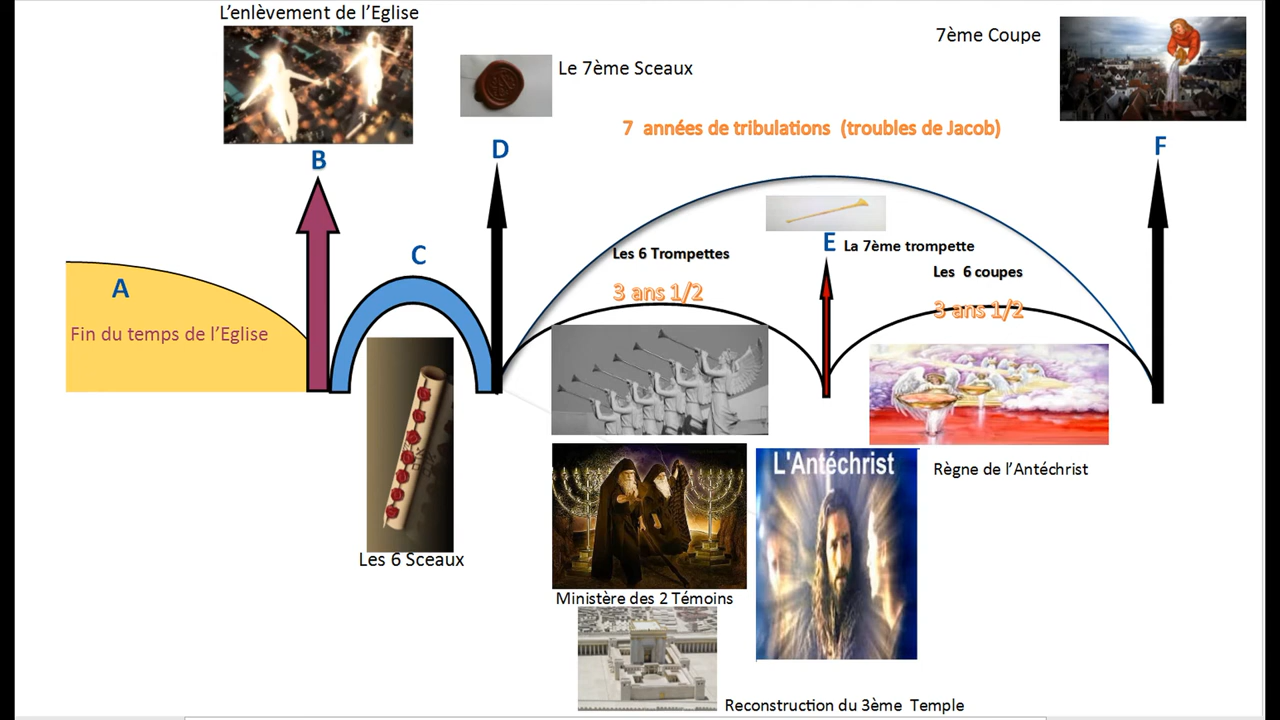 L'enlèvement de l'Eglise
7ème Coupe
Le 7ème Sceaux
7 années de tribulations (troubles de Jacob)
B
D
F
E
La 7ème trompette
Les 6 Trompettes
C
Les 6 coupes
A
3 ans 1/2
3 ans 1/2
Fin du temps de l'Eglise
L'Antéchrist
Règne de l'Antéchrist
Les 6 Sceaux
Ministère des 2 Témoins
Reconstruction du 3ème Temple